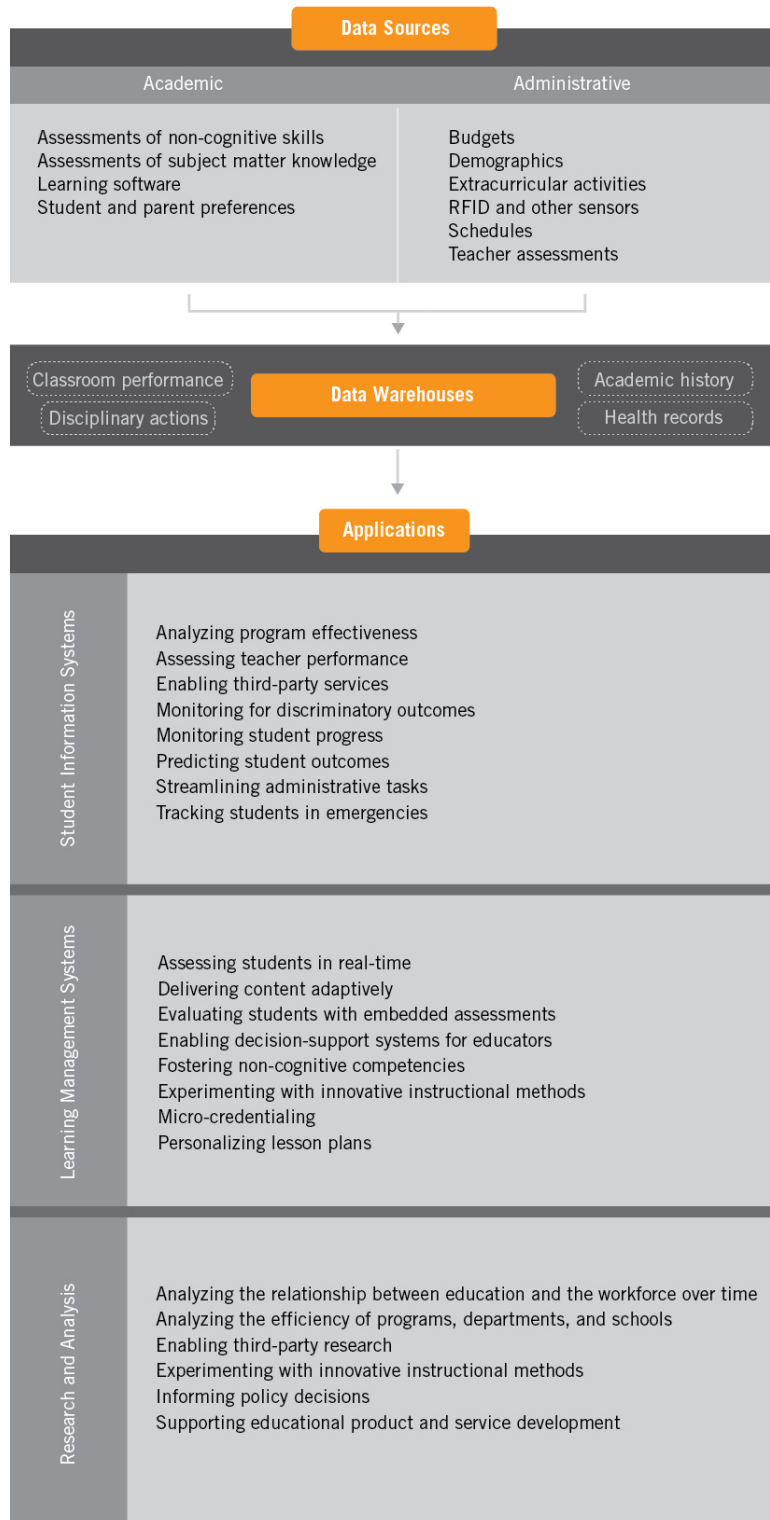 Data Sources
Academic
Administrative
Assessments of non-cognitive skills
Assessments of subject matter knowledge
Learning software
Student and parent preferences
Budgets
Demographics
Extracurricular activities
RFID and other sensors
Schedules
Teacher assessments
Classroom performance
Disciplinary actions
Data Warehouses
Academic history
Health records
Applications
Student Information Systems
Analyzing program effectiveness
Assessing teacher performance
Enabling third-party services
Monitoring for discriminatory outcomes
Monitoring student progress
Predicting student outcomes
Streamlining administrative tasks
Tracking students in emergencies
Learning Management Systems
Assessing students in real-time
Delivering content adaptively
Evaluating students with embedded assessments
Enabling decision-support systems for educators
Fostering non-cognitive competencies
Experimenting with innovative instructional methods
Micro-credentialing
Personalizing lesson plans
Research and Analysis
Analyzing the relationship between education and the workforce over time
Analyzing the efficiency of programs, departments, and schools
Enabling third-party research
Experimenting with innovative instructional methods
Informing policy decisions
Supporting educational product and service development